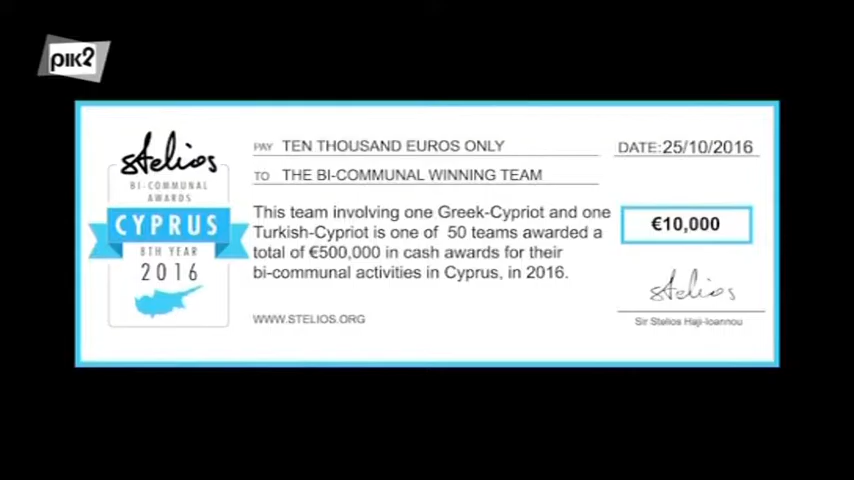 ρικ2
stelios
BI-COMMUNAL
AWARDS
CYPRUS
8TH YEAR
2016
PAY TEN THOUSAND EUROS ONLY
DATE:25/10/2016
TO THE BI-COMMUNAL WINNING TEAM
This team involving one Greek-Cypriot and one
Turkish-Cypriot is one of 50 teams awarded a
total of €500,000 in cash awards for their
bi-communal activities in Cyprus, in 2016.
€10,000
stelios
Sir Stelios Haji-Ioannou
WWW.STELIOS.ORG